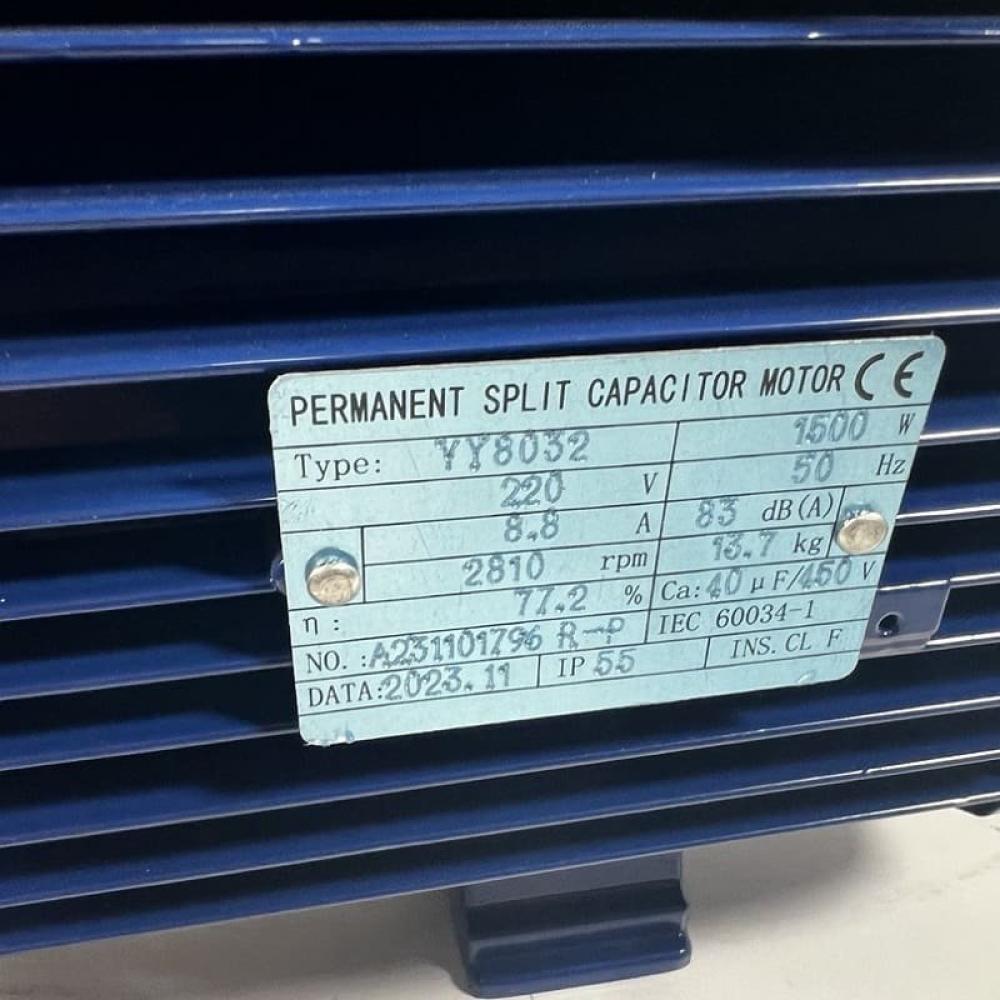 PERMANENT SPLIT CAPACITOR MOTOR CE
Type: YY8032 1500 W
220 V 50 Hz
8.8 A 83 dB(A)
2810 rpm 13.7 kg
η: 77.2 % Ca:40 μF/450 V
NO.:A231101796 R-P IEC 60034-1
DATA:2023.11 IP 55 INS. CL F